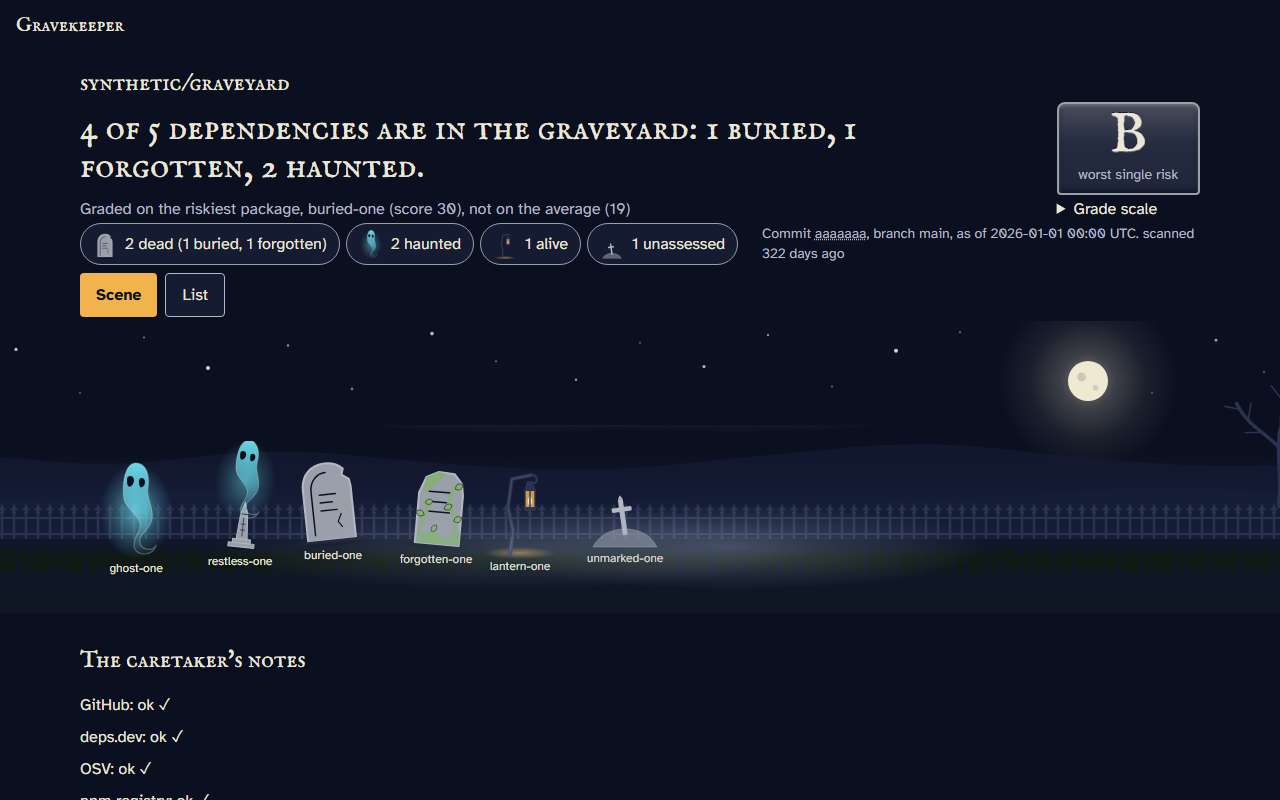 Gravekeeper
synthetic/graveyard
4 of 5 dependencies are in the graveyard: 1 buried, 1
forgotten, 2 haunted.
B
worst single risk
Graded on the riskiest package, buried-one (score 30), not on the average (19)
▶ Grade scale
2 dead (1 buried, 1 forgotten)
2 haunted
1 alive
1 unassessed
Commit aaaaaaa, branch main, as of 2026-01-01 00:00 UTC. scanned
322 days ago
Scene
List
ghost-one
restless-one
buried-one
forgotten-one
lantern-one
unmarked-one
The caretaker's notes
GitHub: ok ✓
deps.dev: ok ✓
OSV: ok ✓
npm registry: ok ✓